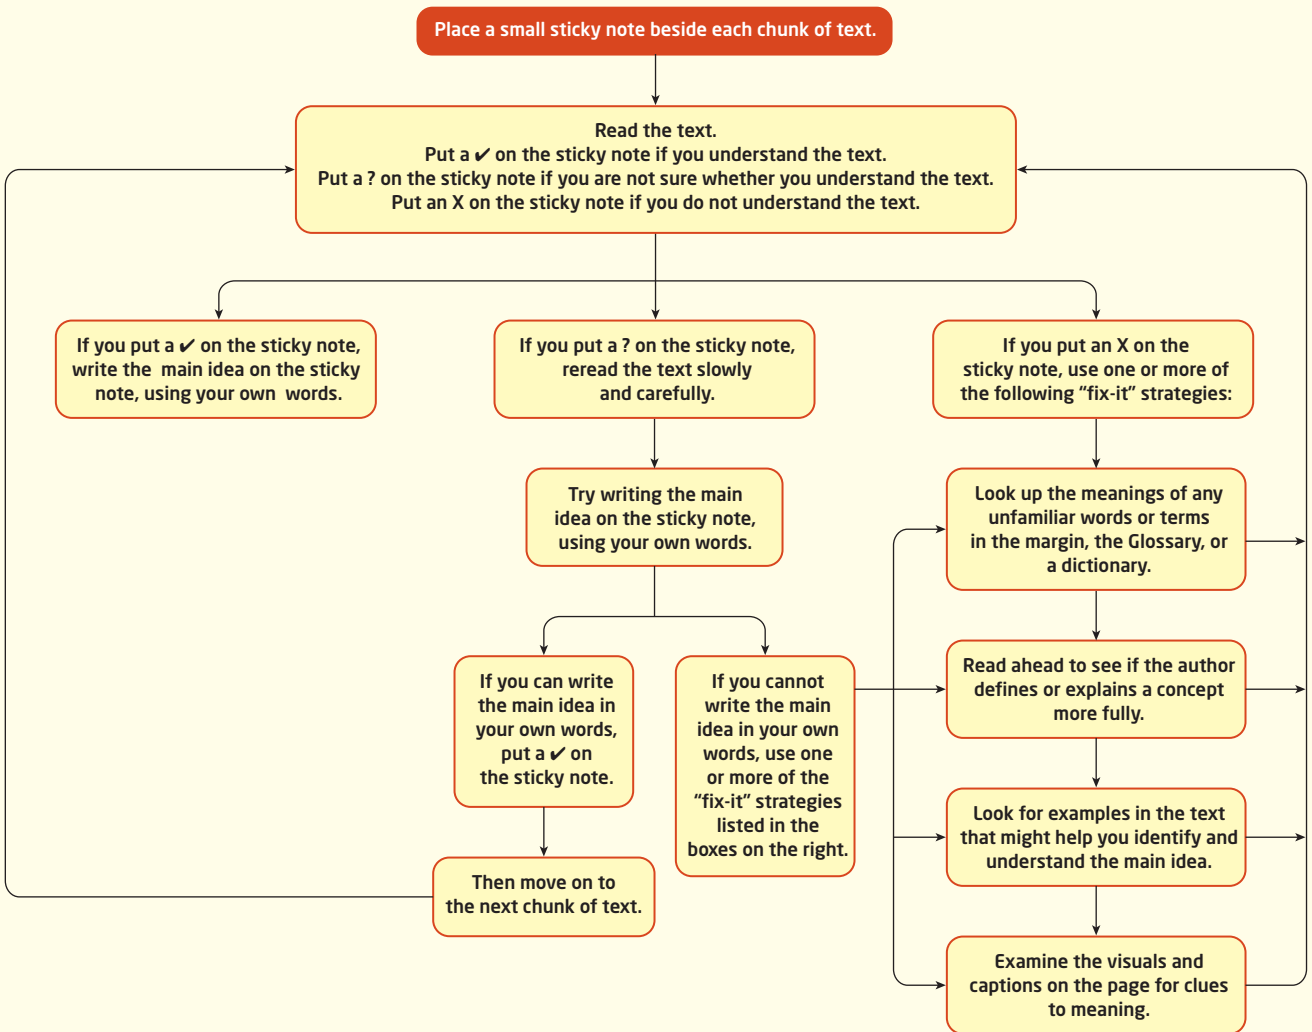 Place a small sticky note beside each chunk of text.
Read the text.
Put a ✔ on the sticky note if you understand the text.
Put a ? on the sticky note if you are not sure whether you understand the text.
Put an X on the sticky note if you do not understand the text.
If you put a ✔ on the sticky note,
write the main idea on the sticky
note, using your own words.
If you put a ? on the sticky note,
reread the text slowly
and carefully.
Try writing the main
idea on the sticky note,
using your own words.
If you can write
the main idea in
your own words,
put a ✔ on
the sticky note.
Then move on to
the next chunk of text.
If you cannot
write the main
idea in your own
words, use one
or more of the
“fix-it” strategies
listed in the
boxes on the right.
If you put an X on the
sticky note, use one or more of
the following “fix-it” strategies:
Look up the meanings of any
unfamiliar words or terms
in the margin, the Glossary, or
a dictionary.
Read ahead to see if the author
defines or explains a concept
more fully.
Look for examples in the text
that might help you identify and
understand the main idea.
Examine the visuals and
captions on the page for clues
to meaning.